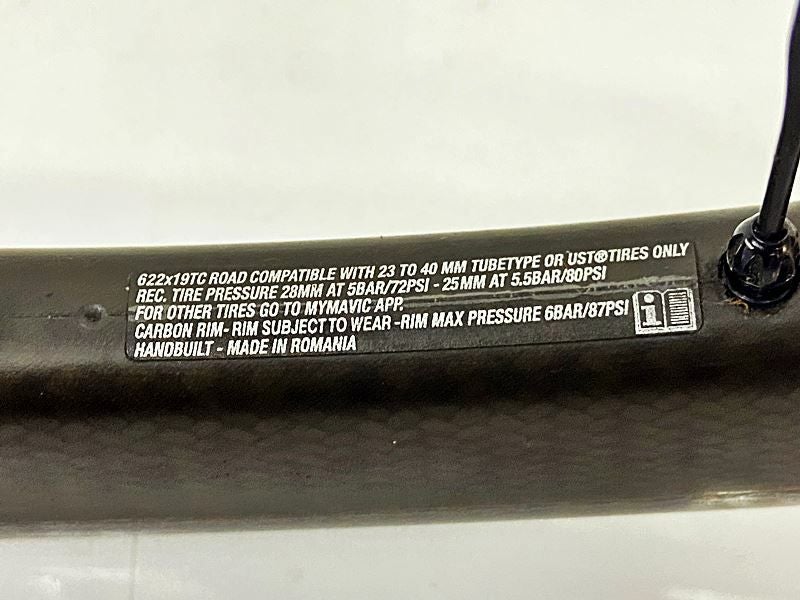 622x19TC ROAD COMPATIBLE WITH 23 TO 40 MM TUBETYPE OR UST® TIRES ONLY
REC. TIRE PRESSURE 28MM AT 5BAR/72PSI - 25MM AT 5.5BAR/80PSI
FOR OTHER TIRES GO TO MYMAVIC APP.
CARBON RIM- RIM SUBJECT TO WEAR -RIM MAX PRESSURE 6BAR/87PSI
HANDBUILT - MADE IN ROMANIA